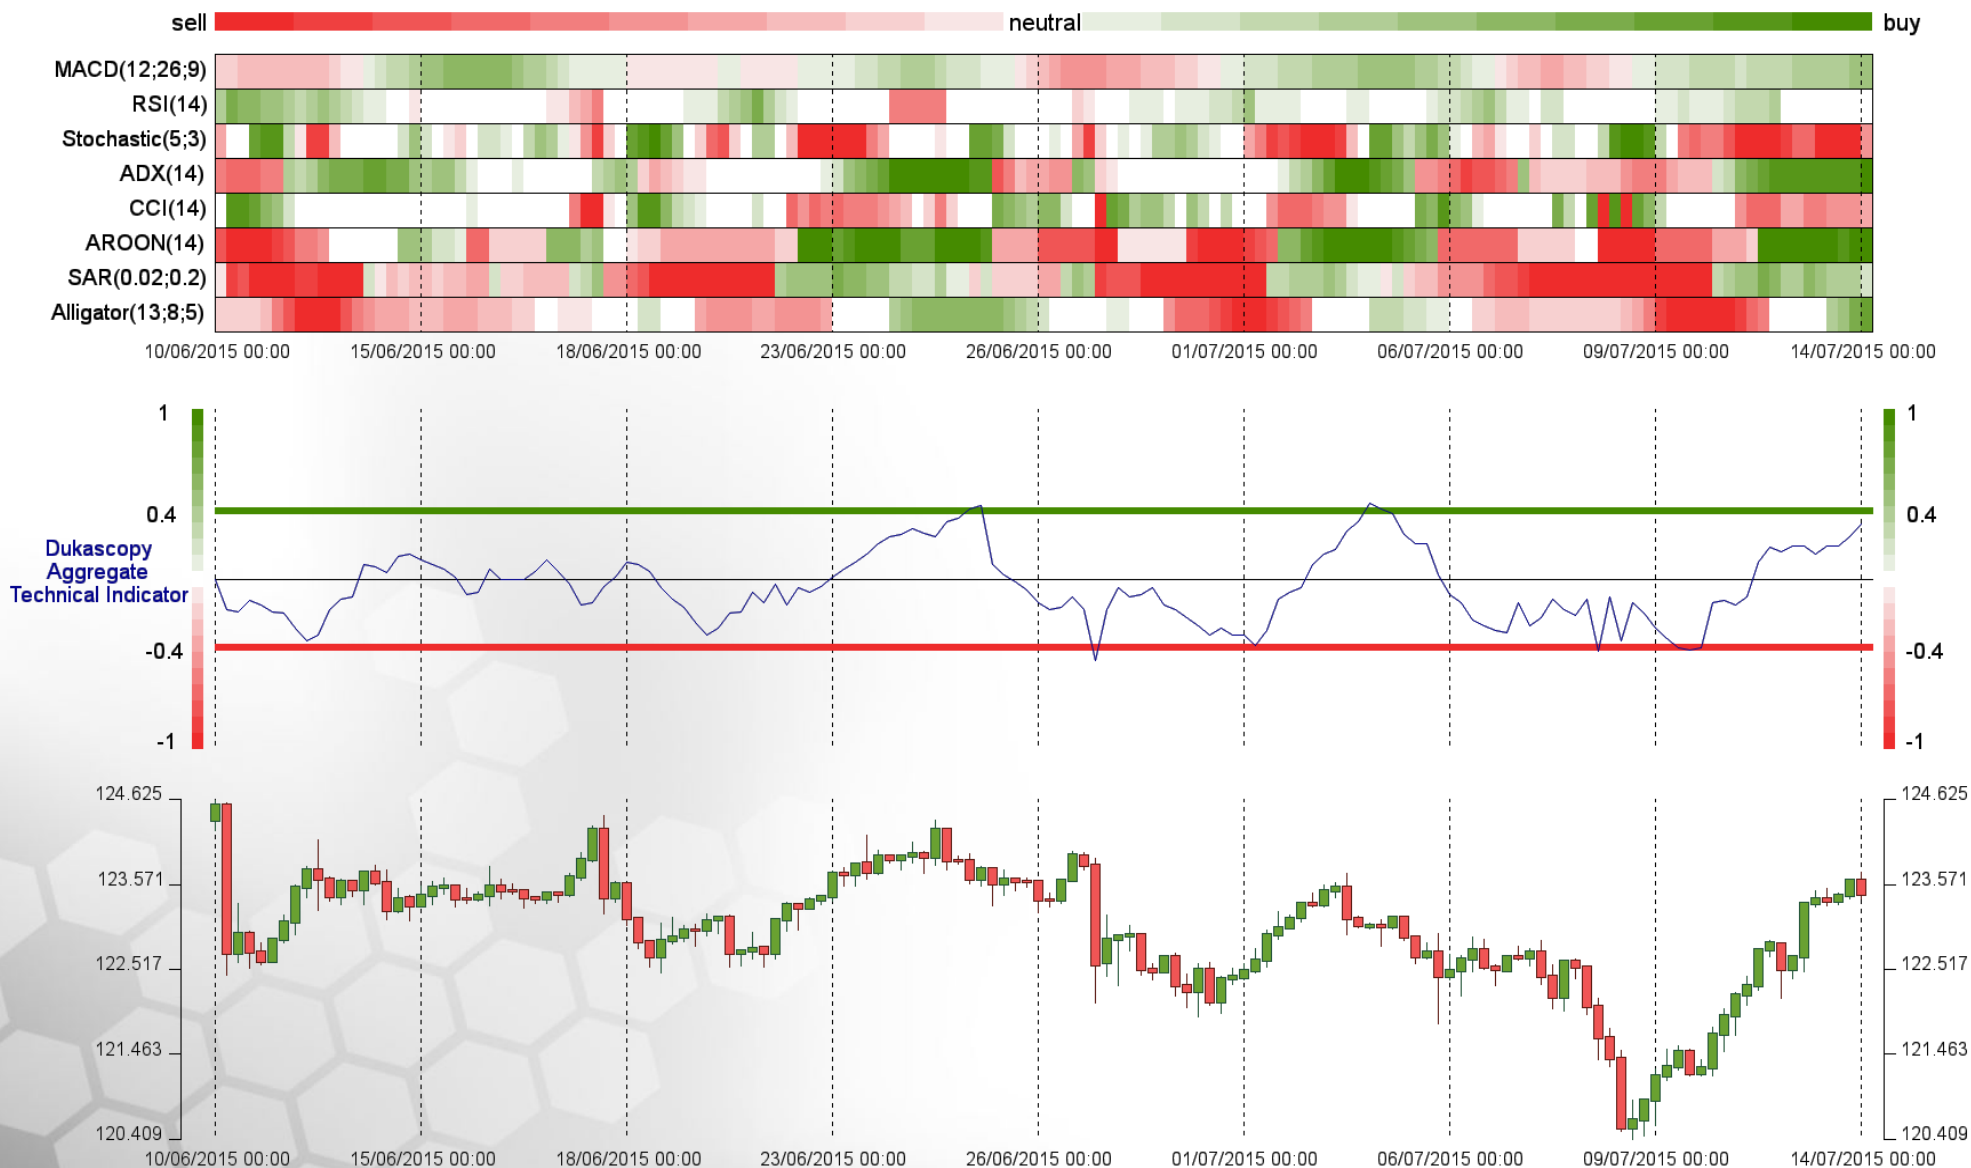 sell neutral buy
MACD(12;26;9)
RSI(14)
Stochastic(5;3)
ADX(14)
CCI(14)
AROON(14)
SAR(0.02;0.2)
Alligator(13;8;5)
10/06/2015 00:00 15/06/2015 00:00 18/06/2015 00:00 23/06/2015 00:00 26/06/2015 00:00 01/07/2015 00:00 06/07/2015 00:00 09/07/2015 00:00 14/07/2015 00:00
1 1
0.4 0.4
Dukascopy
Aggregate
Technical Indicator
-0.4 -0.4
-1 -1
124.625 124.625
123.571 123.571
122.517 122.517
121.463 121.463
120.409 120.409
10/06/2015 00:00 15/06/2015 00:00 18/06/2015 00:00 23/06/2015 00:00 26/06/2015 00:00 01/07/2015 00:00 06/07/2015 00:00 09/07/2015 00:00 14/07/2015 00:00